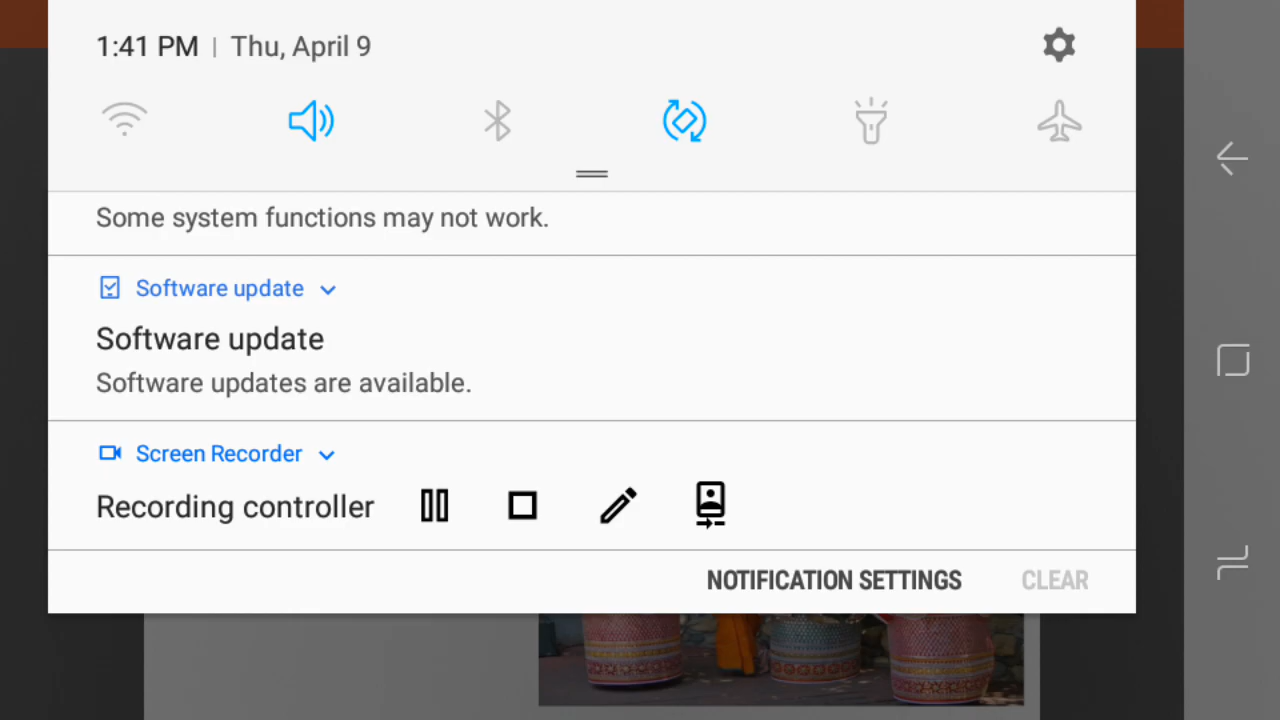 1:41 PM | Thu, April 9
Some system functions may not work.
Software update
Software update
Software updates are available.
Screen Recorder
Recording controller
NOTIFICATION SETTINGS CLEAR